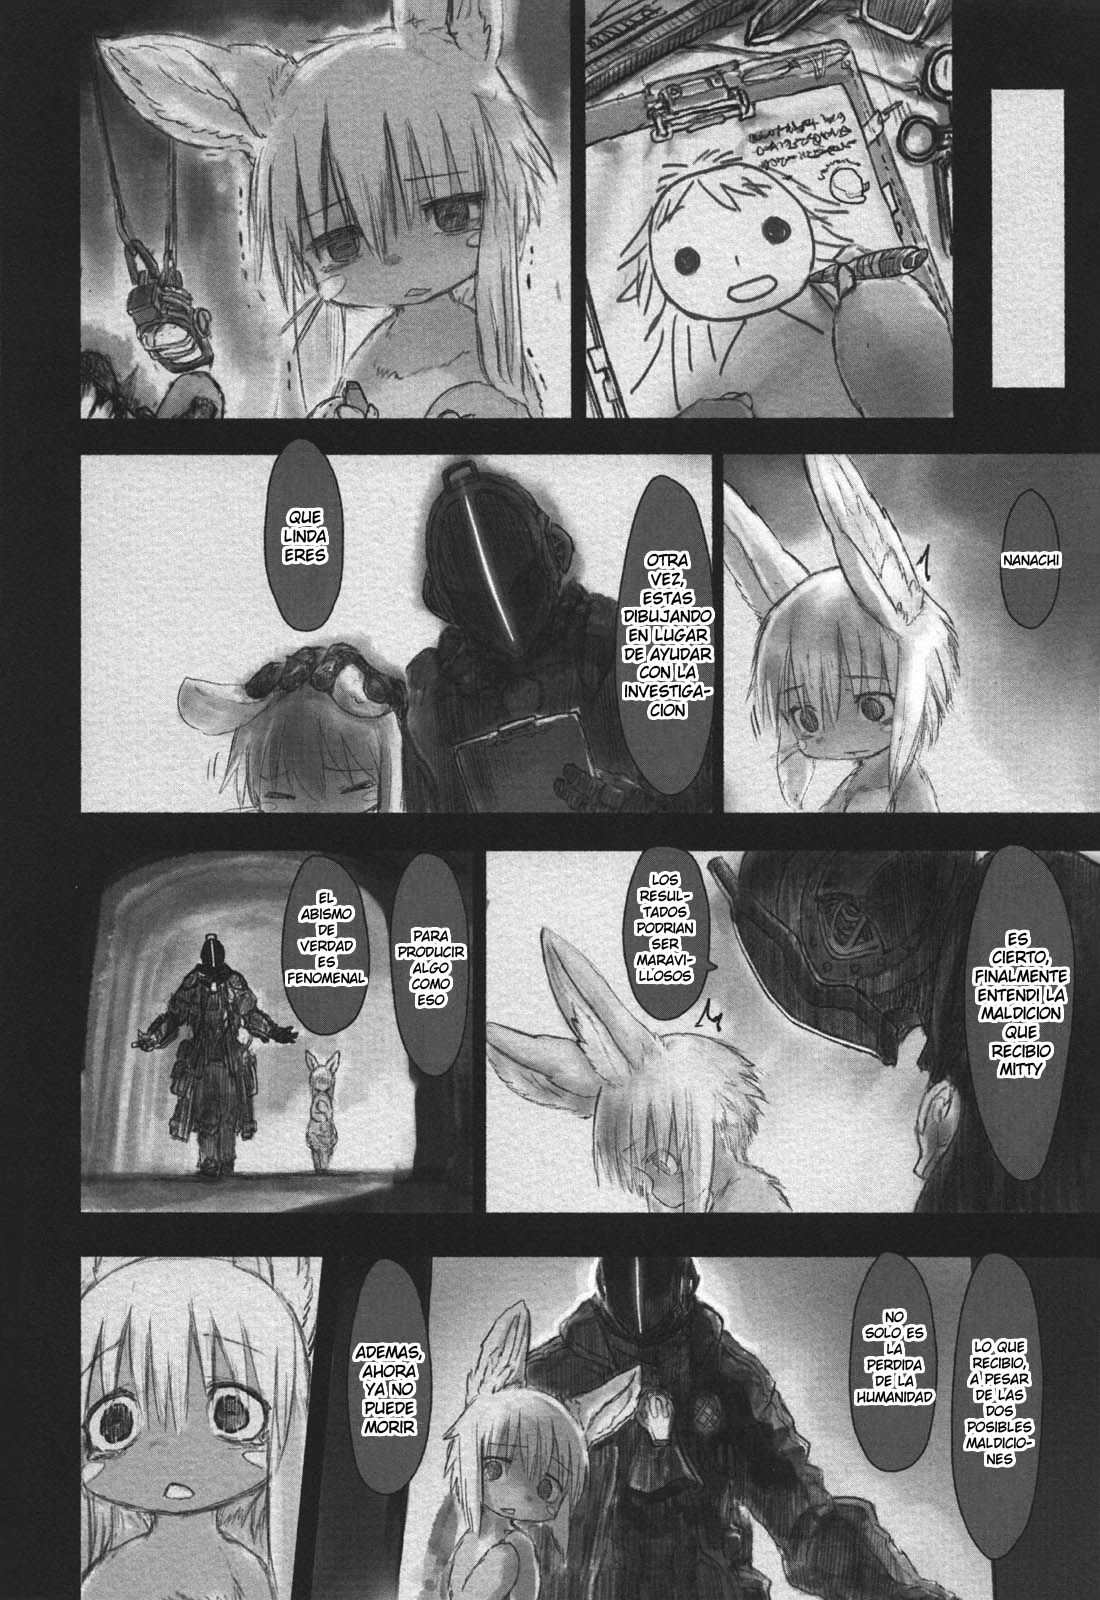 NANACHI
OTRA
VEZ,
ESTAS
DIBUJANDO
EN LUGAR
DE AYUDAR
CON LA
INVESTIGA-
CION
QUE
LINDA
ERES
ES
CIERTO,
FINALMENTE
ENTENDI LA
MALDICION
QUE
RECIBIO
MITTY
LOS
RESUL-
TADOS
PODRIAN
SER
MARAVI-
LLOSOS
PARA
PRODUCIR
ALGO
COMO
ESO
EL
ABISMO
DE
VERDAD
ES
FENOMENAL
LO QUE
RECIBIO,
A PESAR
DE LAS
DOS
POSIBLES
MALDICIO-
NES
NO
SOLO ES
LA
PERDIDA
DE LA
HUMANIDAD
ADEMAS,
AHORA
YA NO
PUEDE
MORIR